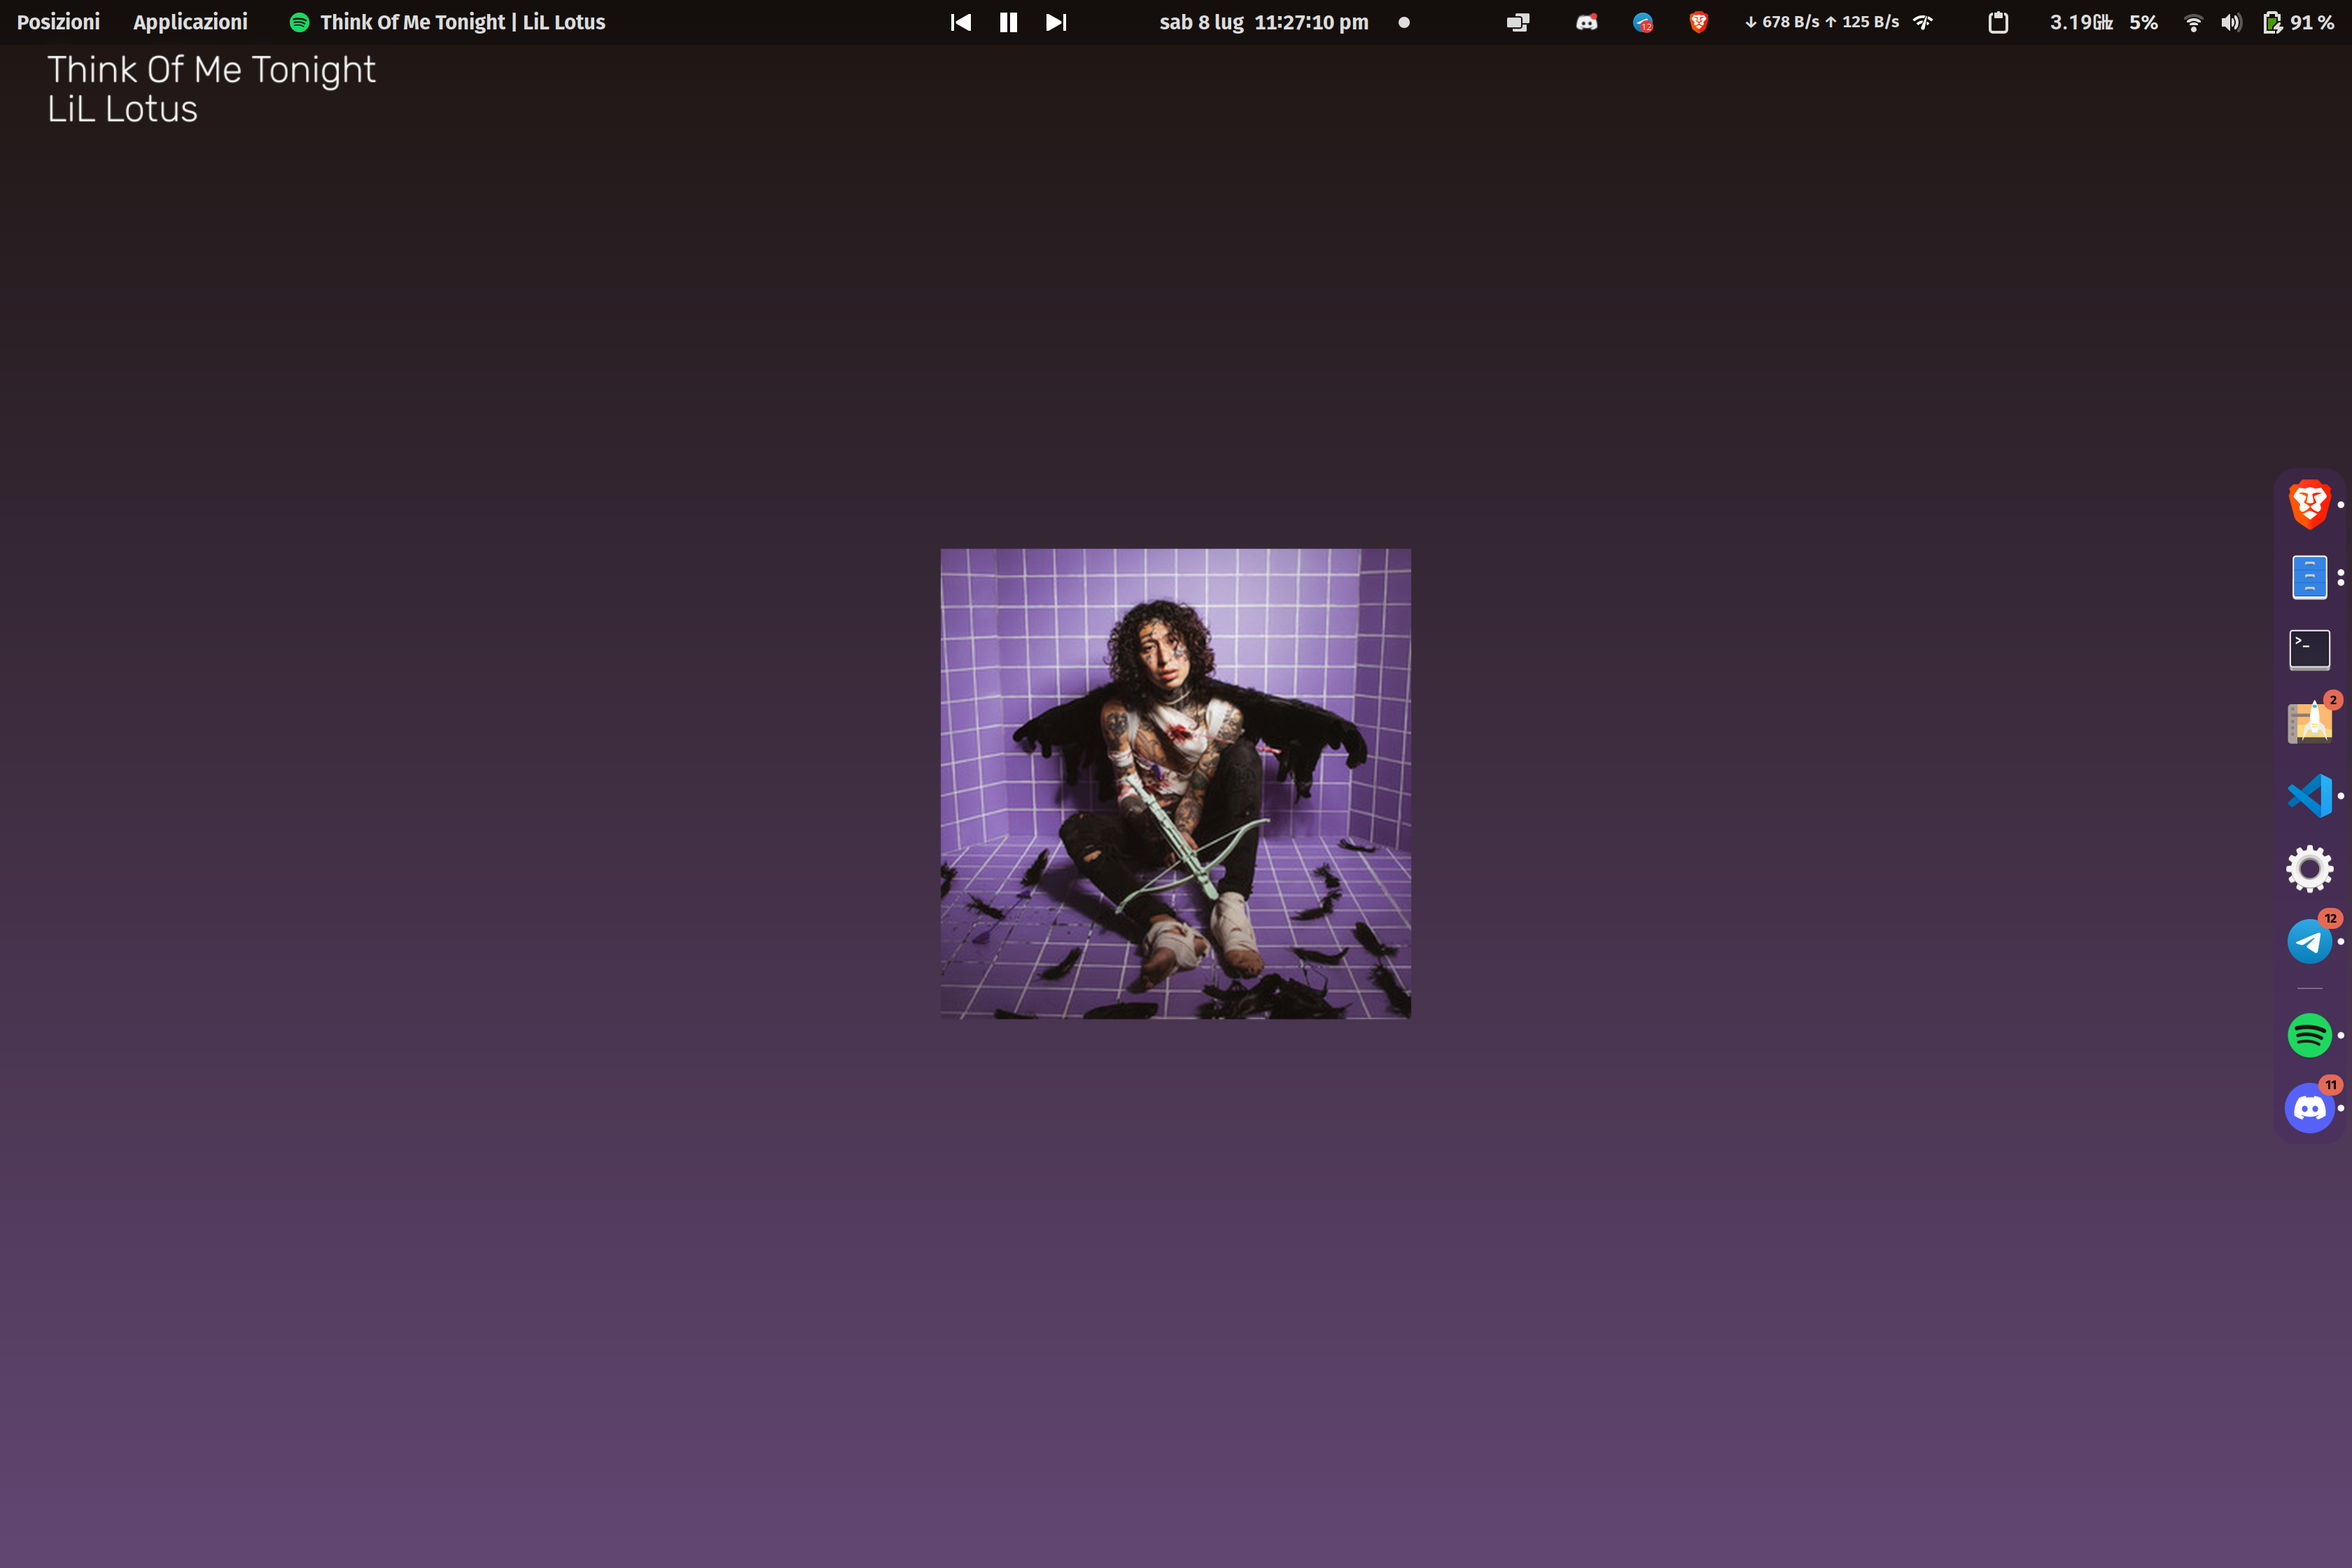 Posizioni Applicazioni Think Of Me Tonight | LiL Lotus sab 8 lug 11:27:10 pm 12 ↓ 678 B/s ↑ 125 B/s 3.19GHz 5% 91 %
Think Of Me Tonight
LiL Lotus
>_
2
12
11